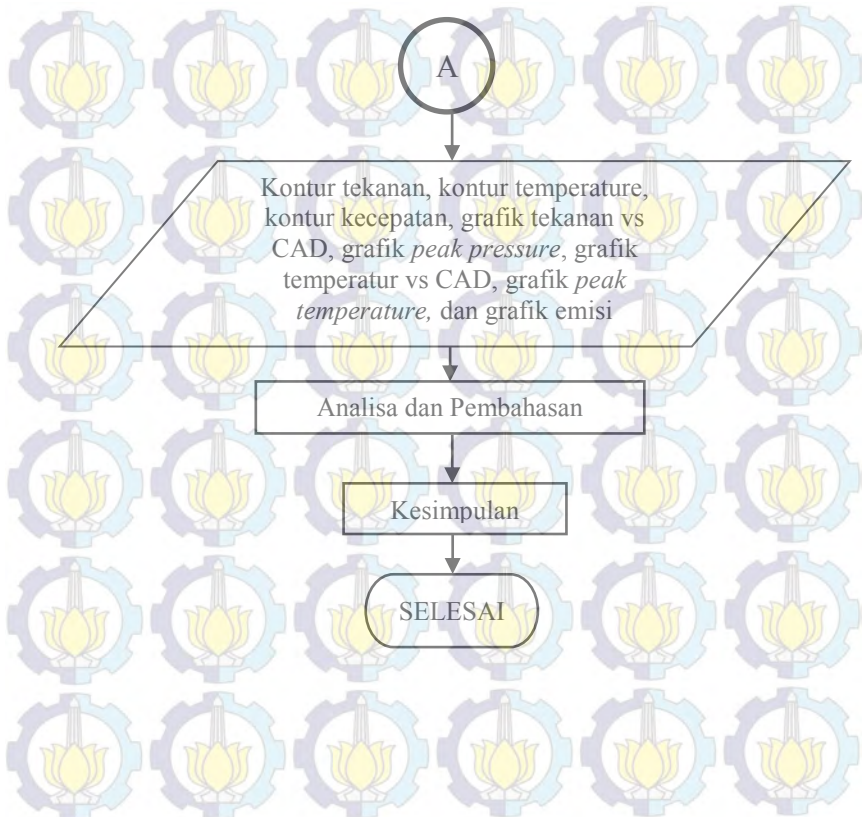 A
Kontur tekanan, kontur temperature,
kontur kecepatan, grafik tekanan vs
CAD, grafik peak pressure, grafik
temperatur vs CAD, grafik peak
temperature, dan grafik emisi
Analisa dan Pembahasan
Kesimpulan
SELESAI